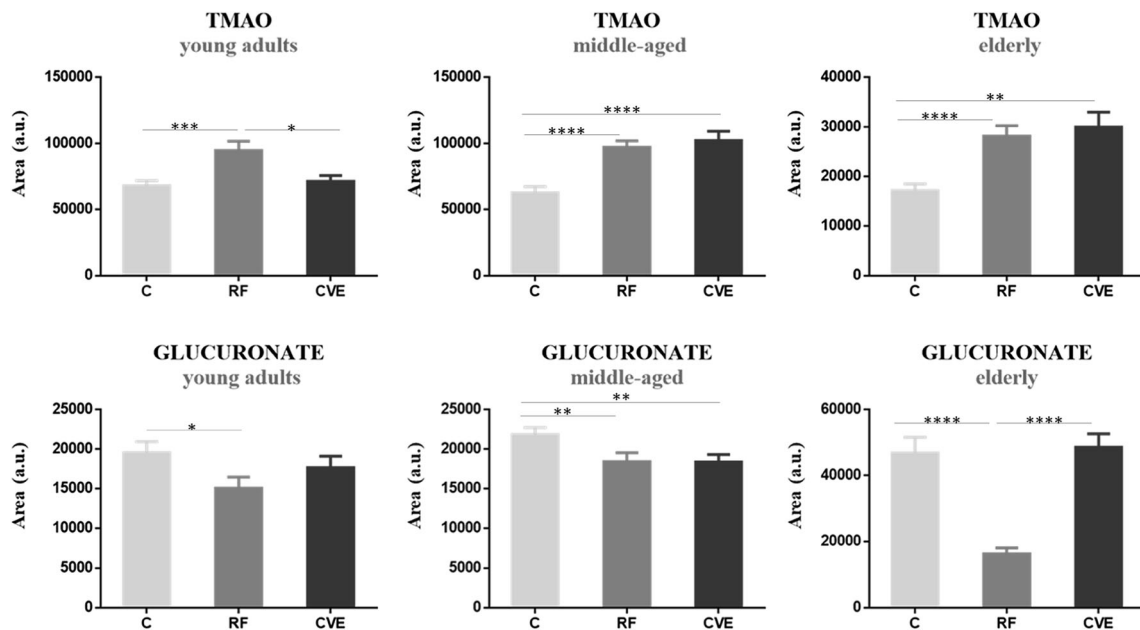 TMAO
young adults
150000
100000
50000
0
Area (a.u.)
***
*
C RF CVE
TMAO
middle-aged
150000
100000
50000
0
Area (a.u.)
****
****
C RF CVE
TMAO
elderly
40000
30000
20000
10000
0
Area (a.u.)
**
****
C RF CVE
GLUCURONATE
young adults
25000
20000
15000
10000
5000
0
Area (a.u.)
*
C RF CVE
GLUCURONATE
middle-aged
25000
20000
15000
10000
5000
0
Area (a.u.)
**
**
C RF CVE
GLUCURONATE
elderly
60000
40000
20000
0
Area (a.u.)
****
****
C RF CVE